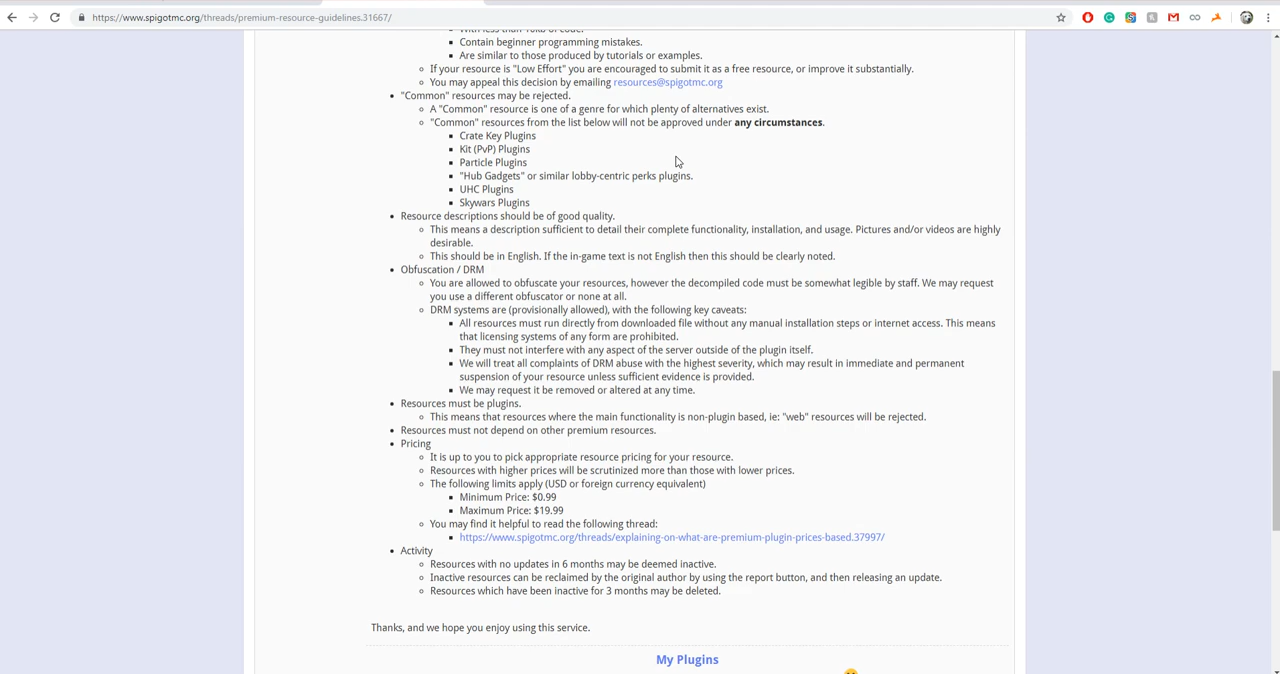 https://www.spigotmc.org/threads/premium-resource-guidelines.31667/
Contain beginner programming mistakes.
Are similar to those produced by tutorials or examples.
If your resource is "Low Effort" you are encouraged to submit it as a free resource, or improve it substantially.
You may appeal this decision by emailing resources@spigotmc.org
"Common" resources may be rejected.
A "Common" resource is one of a genre for which plenty of alternatives exist.
"Common" resources from the list below will not be approved under any circumstances.
Crate Key Plugins
Kit (PvP) Plugins
Particle Plugins
"Hub Gadgets" or similar lobby-centric perks plugins.
UHC Plugins
Skywars Plugins
Resource descriptions should be of good quality.
This means a description sufficient to detail their complete functionality, installation, and usage. Pictures and/or videos are highly
desirable.
This should be in English. If the in-game text is not English then this should be clearly noted.
Obfuscation / DRM
You are allowed to obfuscate your resources, however the decompiled code must be somewhat legible by staff. We may request
you use a different obfuscator or none at all.
DRM systems are (provisionally allowed), with the following key caveats:
All resources must run directly from downloaded file without any manual installation steps or internet access. This means
that licensing systems of any form are prohibited.
They must not interfere with any aspect of the server outside of the plugin itself.
We will treat all complaints of DRM abuse with the highest severity, which may result in immediate and permanent
suspension of your resource unless sufficient evidence is provided.
We may request it be removed or altered at any time.
Resources must be plugins.
This means that resources where the main functionality is non-plugin based, ie: "web" resources will be rejected.
Resources must not depend on other premium resources.
Pricing
It is up to you to pick appropriate resource pricing for your resource.
Resources with higher prices will be scrutinized more than those with lower prices.
The following limits apply (USD or foreign currency equivalent)
Minimum Price: $0.99
Maximum Price: $19.99
You may find it helpful to read the following thread:
https://www.spigotmc.org/threads/explaining-on-what-are-premium-plugin-prices-based.37997/
Activity
Resources with no updates in 6 months may be deemed inactive.
Inactive resources can be reclaimed by the original author by using the report button, and then releasing an update.
Resources which have been inactive for 3 months may be deleted.
Thanks, and we hope you enjoy using this service.
My Plugins